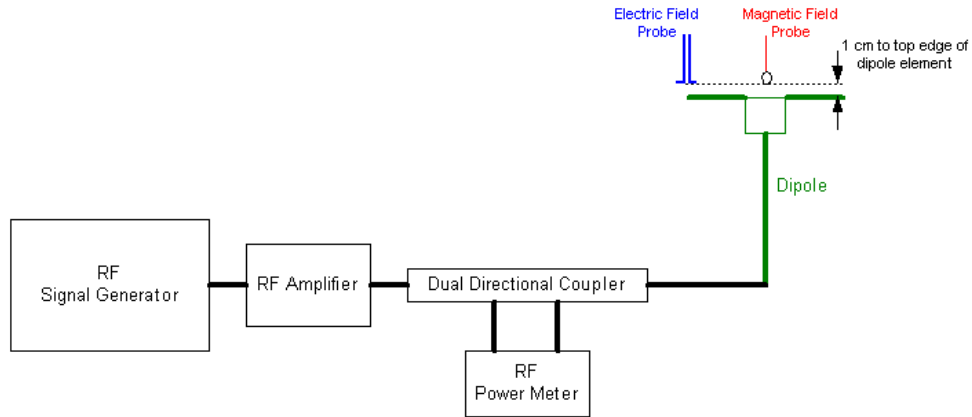 Electric Field
Probe
Magnetic Field
Probe
1 cm to top edge of
dipole element
Dipole
RF
Signal Generator
RF Amplifier
Dual Directional Coupler
RF
Power Meter